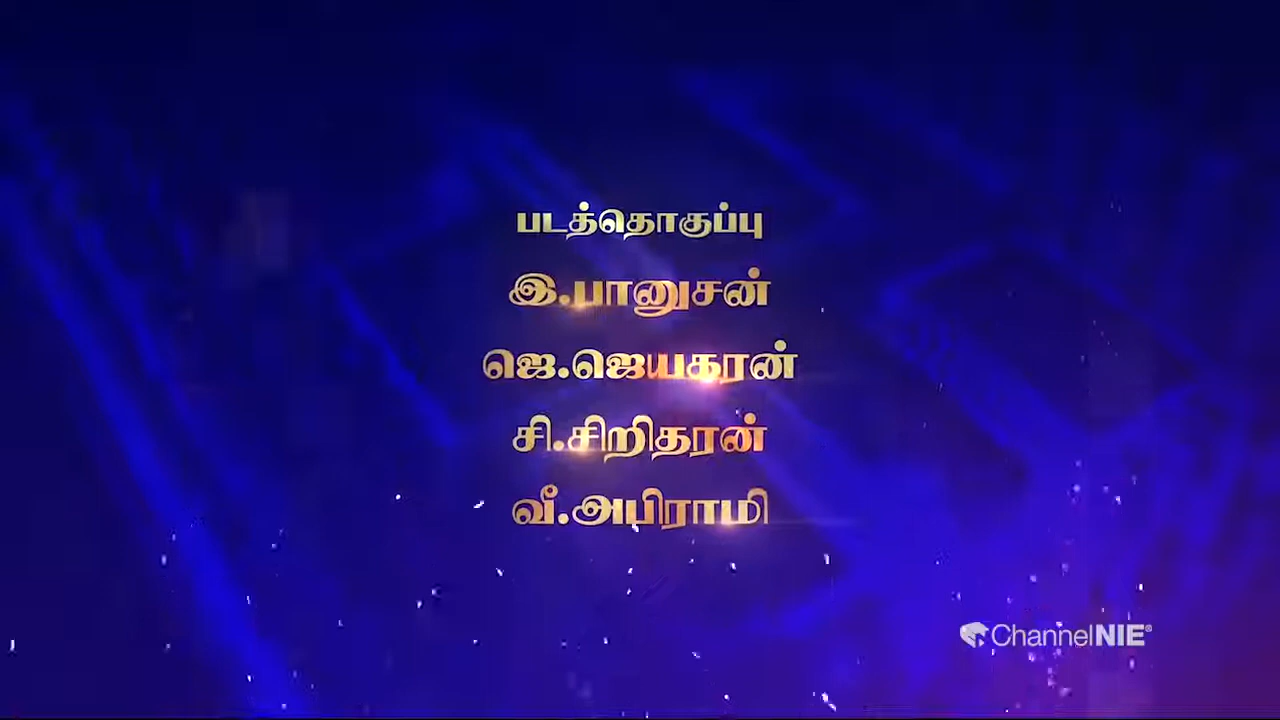 படத்தொகுப்பு
இ.பானுசன்
ஜெ.ஜெயகரன்
சி.சிறிதரன்
வீ.அபிராமி
ChannelNIE®